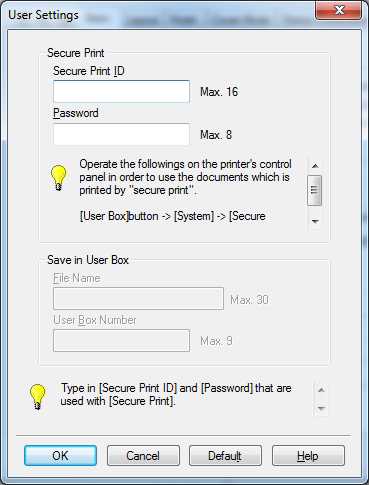 User Settings
Secure Print
Secure Print ID
Max. 16
Password
Max. 8
Operate the followings on the printer's control
panel in order to use the documents which is
printed by "secure print".
[User Box]button -> [System] -> [Secure
Save in User Box
File Name
Max. 30
User Box Number
Max. 9
Type in [Secure Print ID] and [Password] that are
used with [Secure Print].
OK
Cancel
Default
Help